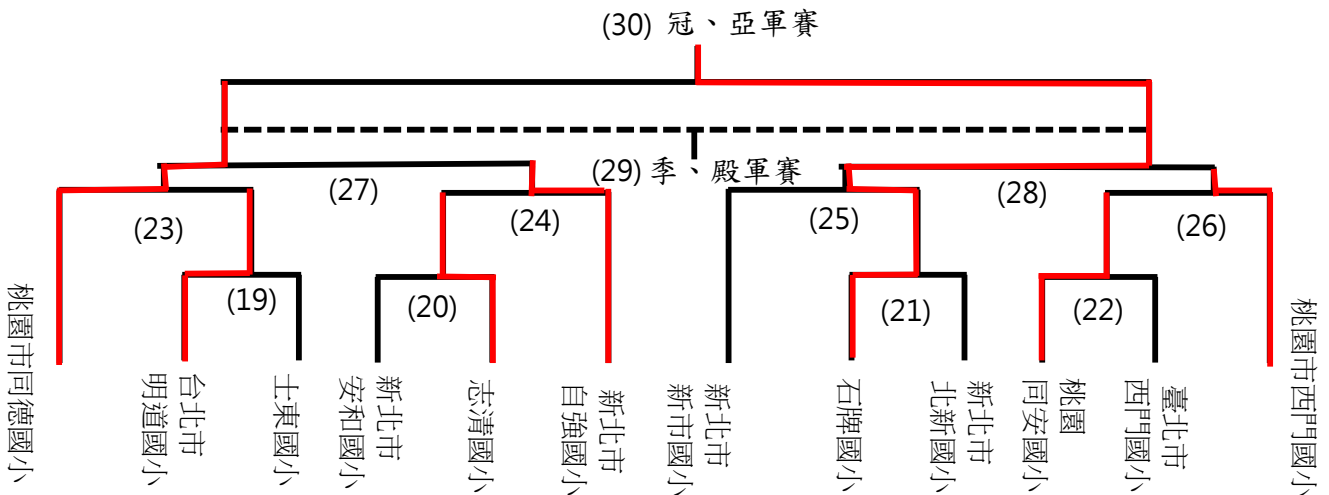 (30) 冠、亞軍賽
(29) 季、殿軍賽
(27)
(28)
(23)
(24)
(25)
(26)
(19)
(20)
(21)
(22)
桃園市同德國小
台北市
明道國小
士東國小
新北市
安和國小
志清國小
新北市
自強國小
新北市
新市國小
石牌國小
新北市
北新國小
桃園
同安國小
臺北市
西門國小
桃園市西門國小